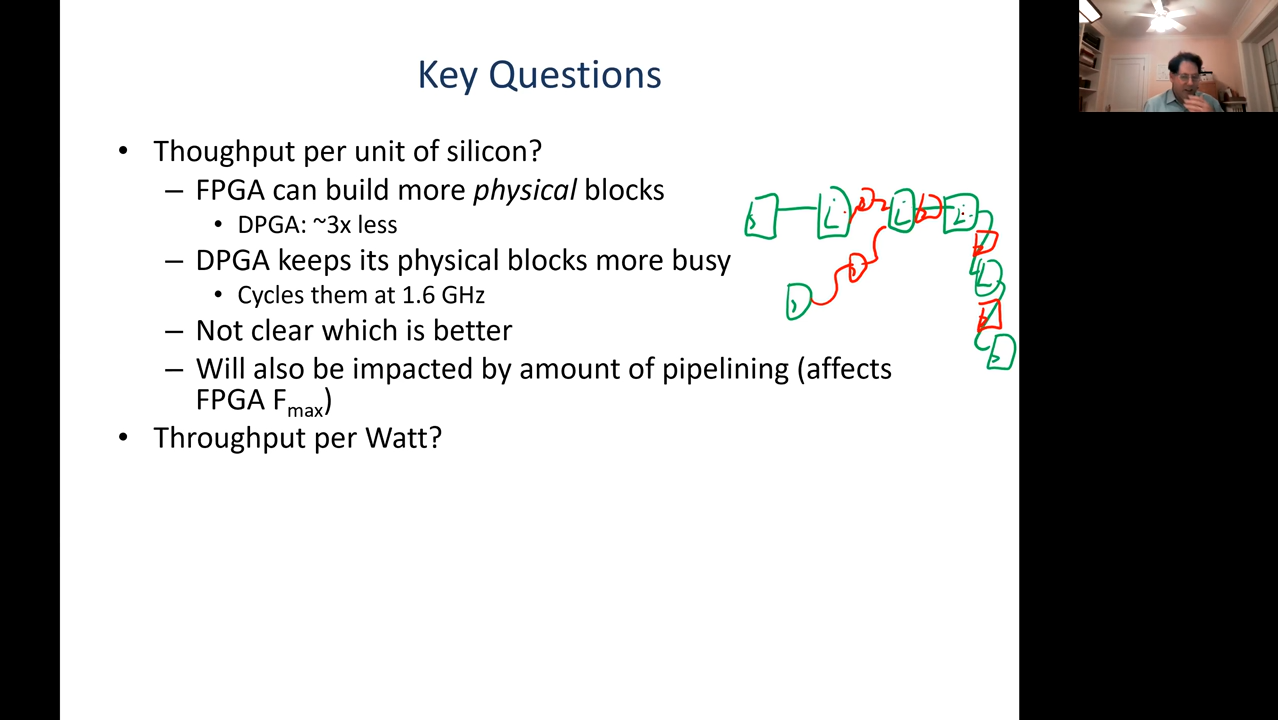 Key Questions
• Thoughput per unit of silicon?
– FPGA can build more physical blocks
• DPGA: ~3x less
– DPGA keeps its physical blocks more busy
• Cycles them at 1.6 GHz
– Not clear which is better
– Will also be impacted by amount of pipelining (affects
FPGA Fmax)
• Throughput per Watt?